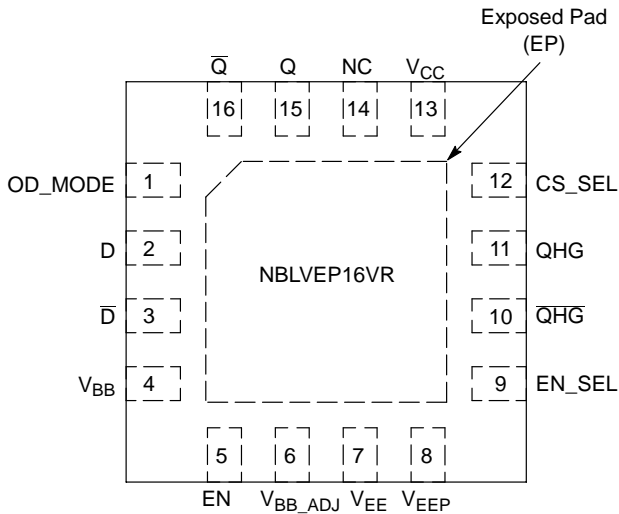 Exposed Pad
(EP)
Q̅ Q NC VCC
16 15 14 13
OD_MODE 1 12 CS_SEL
D 2 11 QHG
NBLVEP16VR
D̅ 3 10 Q̅H̅G̅
VBB 4 9 EN_SEL
5 6 7 8
EN VBB_ADJ VEE VEEP